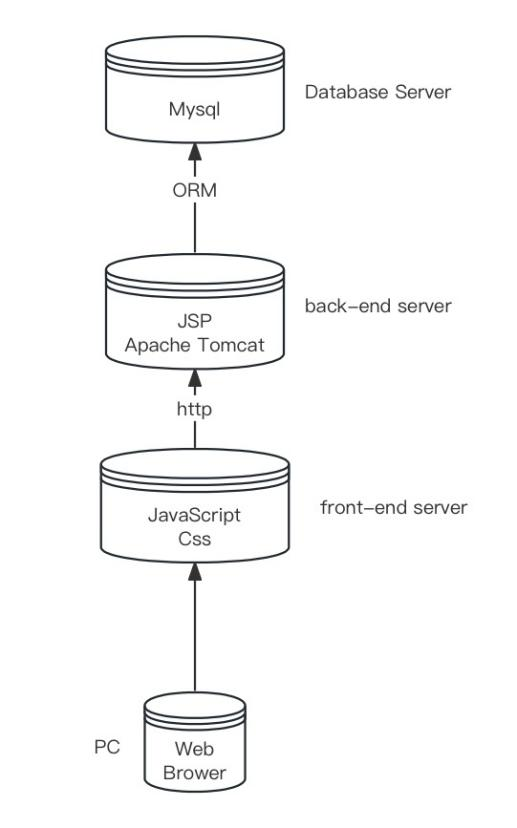 Mysql
Database Server
ORM
back-end server
JSP
Apache Tomcat
http
JavaScript
Css
front-end server
PC
Web
Brower